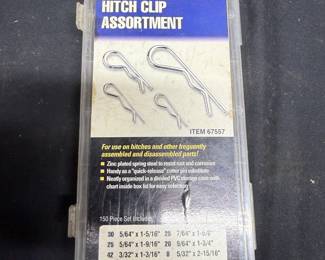 HITCH CLIP
ASSORTMENT
ITEM 67557
For use on hitches and other frequently
assembled and disassembled parts!
• Zinc plated spring steel to resist rust and corrosion
• Handy as a "quick-release" cotter pin substitute
• Neatly organized in a divided PVC storage case with
chart inside box lid for easy selection
150 Piece Set Includes:
30 5/64" x 1-5/16" 25 7/64" x
25 5/64" x 1-9/16" 20 9/64" x 1-3/4"
42 3/32" x 1-3/16" 8 5/32" x 2-15/16"